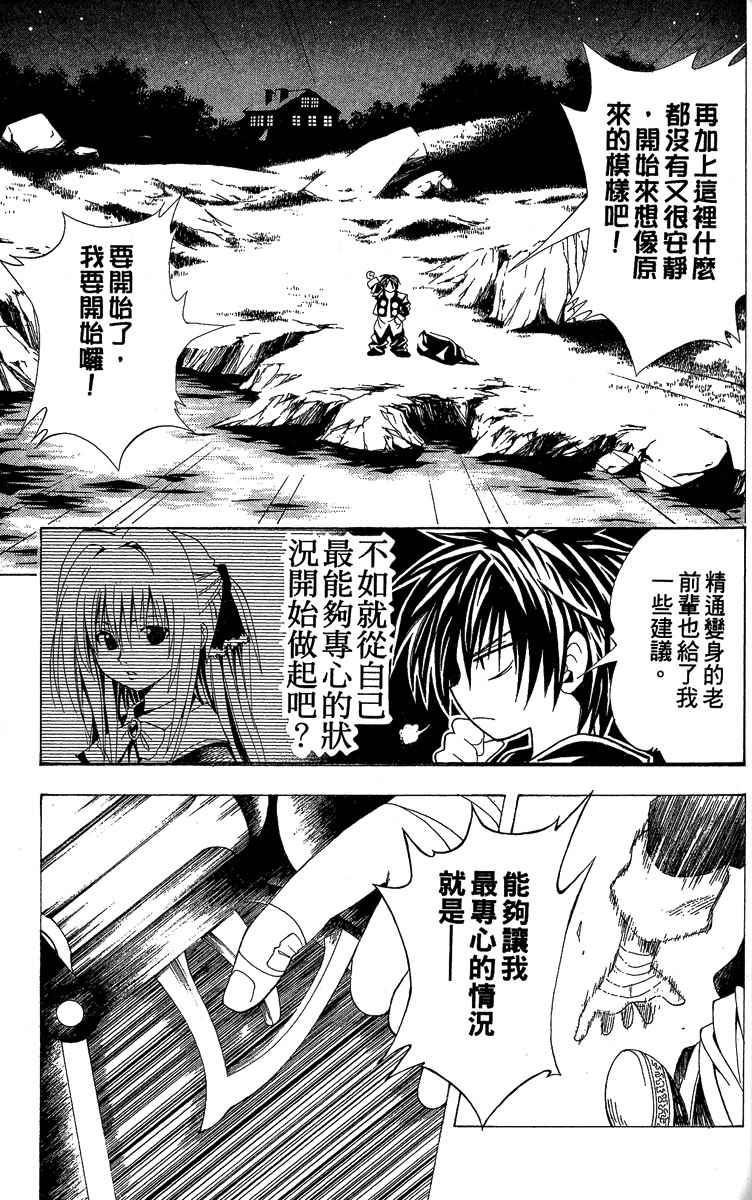 再加上這裡什麼
都沒有又很安靜
，開始來想像原
來的模樣吧！
要開始了，
我要開始囉！
精通變身的老
前輩也給了我
一些建議。
不如就從自己
最能夠專心的狀
況開始做起吧？
能夠讓我
最專心的情況
就是──